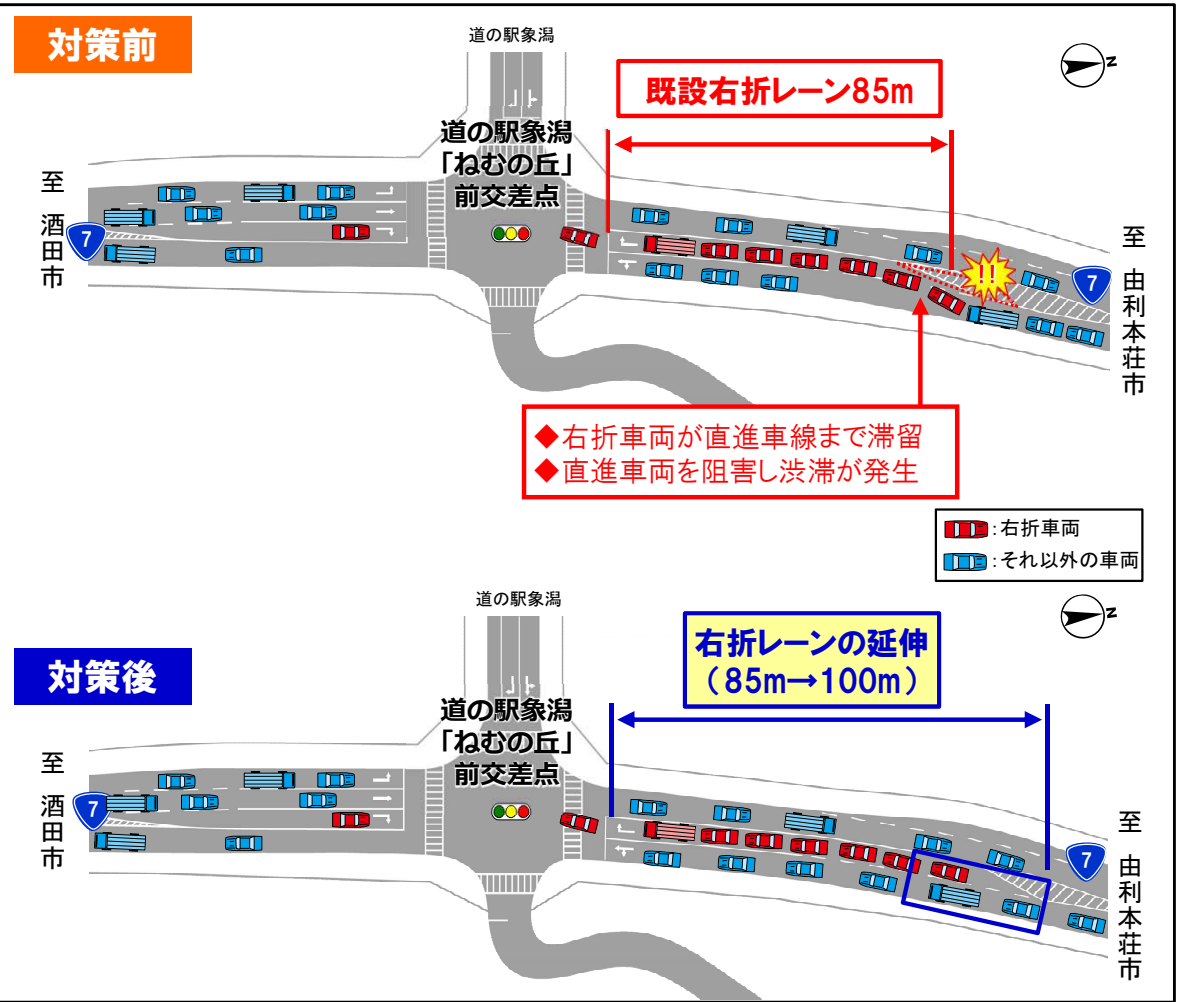 対策前
道の駅象潟
N
既設右折レーン85m
道の駅象潟
「ねむの丘」
前交差点
至 酒田市
7
!!
至 由利本荘市
7
◆右折車両が直進車線まで滞留
◆直進車両を阻害し渋滞が発生
:右折車両
:それ以外の車両
対策後
道の駅象潟
N
右折レーンの延伸
（85m→100m）
道の駅象潟
「ねむの丘」
前交差点
至 酒田市
7
至 由利本荘市
7